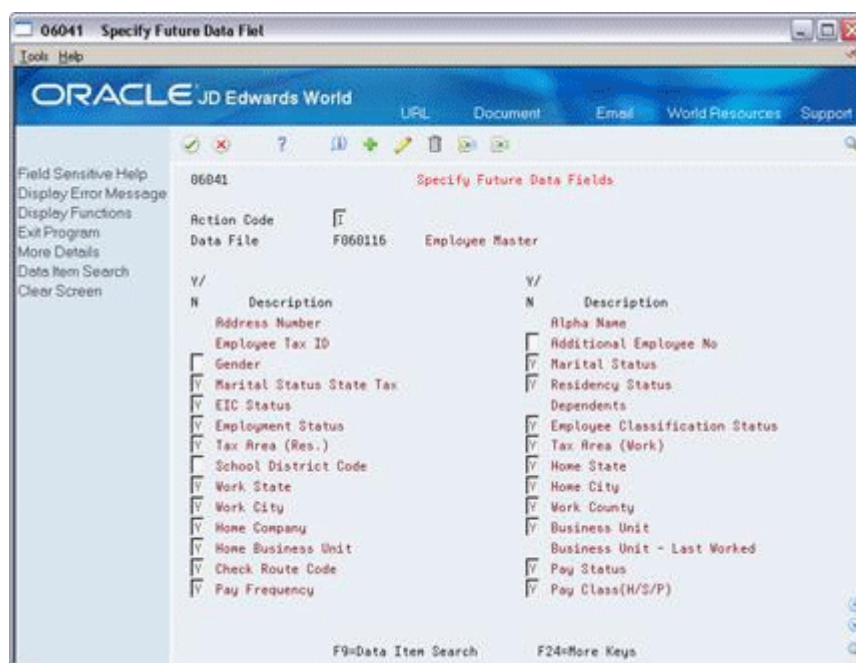 06041 Specify Future Data Fiel
Tools Help
ORACLE JD Edwards World
URL Document Email World Resources Support
Field Sensitive Help
Display Error Message
Display Functions
Exit Program
More Details
Data Item Search
Clear Screen
06041 Specify Future Data Fields
Action Code I
Data File F060116 Employee Master
Y/ Y/
N Description N Description
Address Number Alpha Name
Employee Tax ID Additional Employee No
Gender Y Marital Status
Y Marital Status State Tax Y Residency Status
Y EIC Status Dependents
Y Employment Status Y Employee Classification Status
Y Tax Area (Res.) Y Tax Area (Work)
School District Code Y Home State
Y Work State Y Home City
Y Work City Y Work County
Y Home Company Y Business Unit
Y Home Business Unit Business Unit - Last Worked
Y Check Route Code Y Pay Status
Y Pay Frequency Y Pay Class(H/S/P)
F9=Data Item Search F24=More Keys